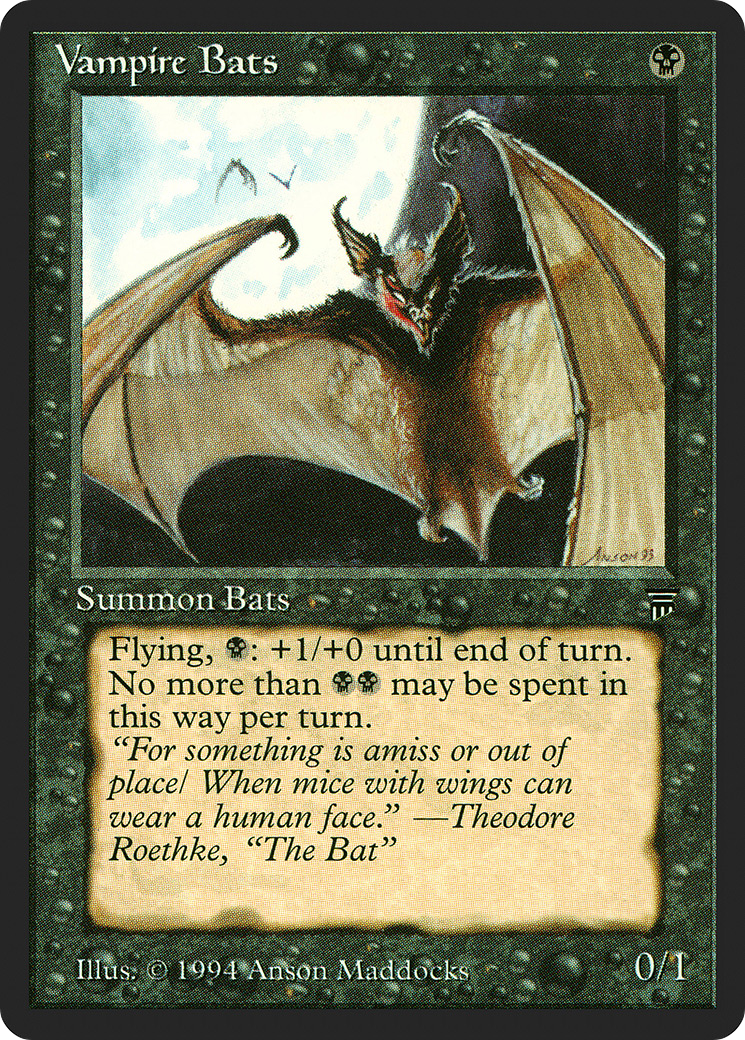 Vampire Bats
ANSON 93
Summon Bats
Flying, : +1/+0 until end of turn.
No more than may be spent in
this way per turn.
“For something is amiss or out of
place/ When mice with wings can
wear a human face.” —Theodore
Roethke, “The Bat”
Illus: © 1994 Anson Maddocks
0/1